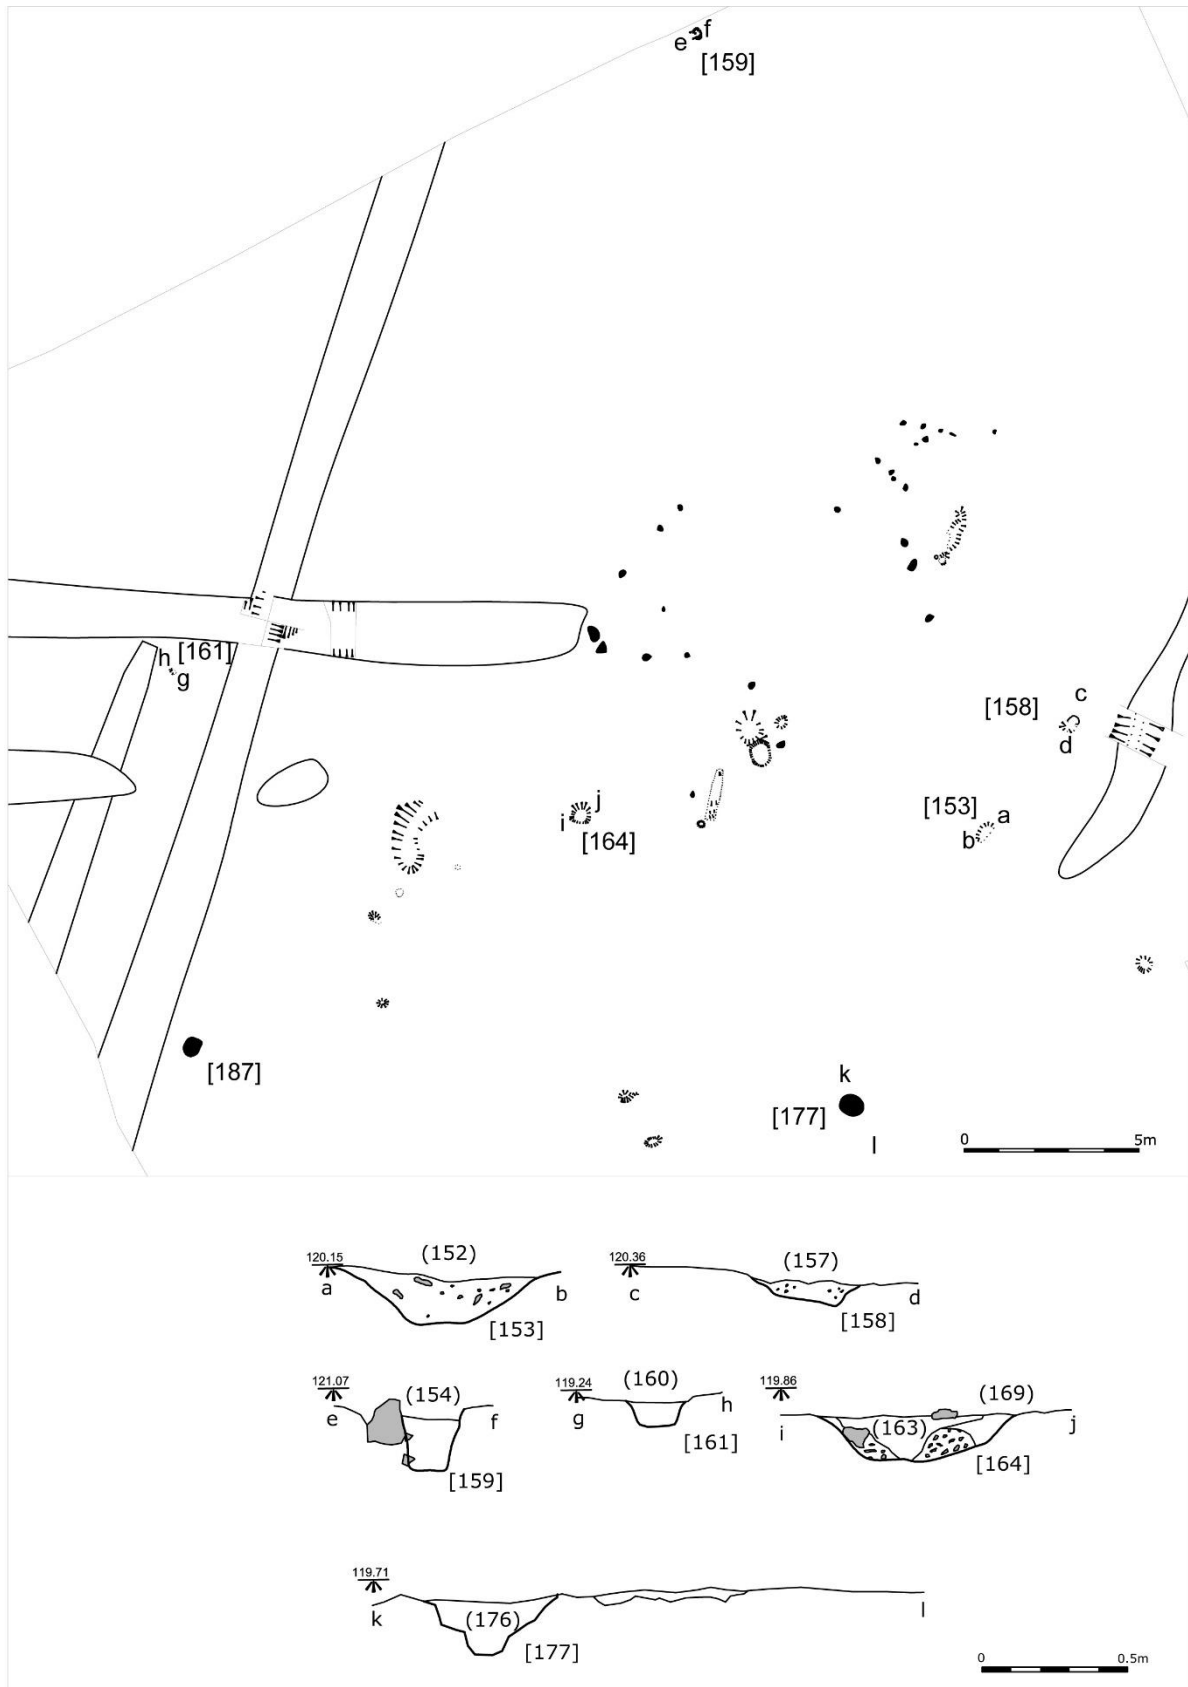 e f
[159]
h [161]
g
[158] c
d
[153] a
b
j
i
[164]
[187]
k
[177]
l
0 5m
120.15 (152)
a b
[153]
120.36 (157)
c d
[158]
121.07 (154)
e f
[159]
119.24 (160)
g h
[161]
119.86 (169)
i (163) j
[164]
119.71
k (176) l
[177]
0 0.5m